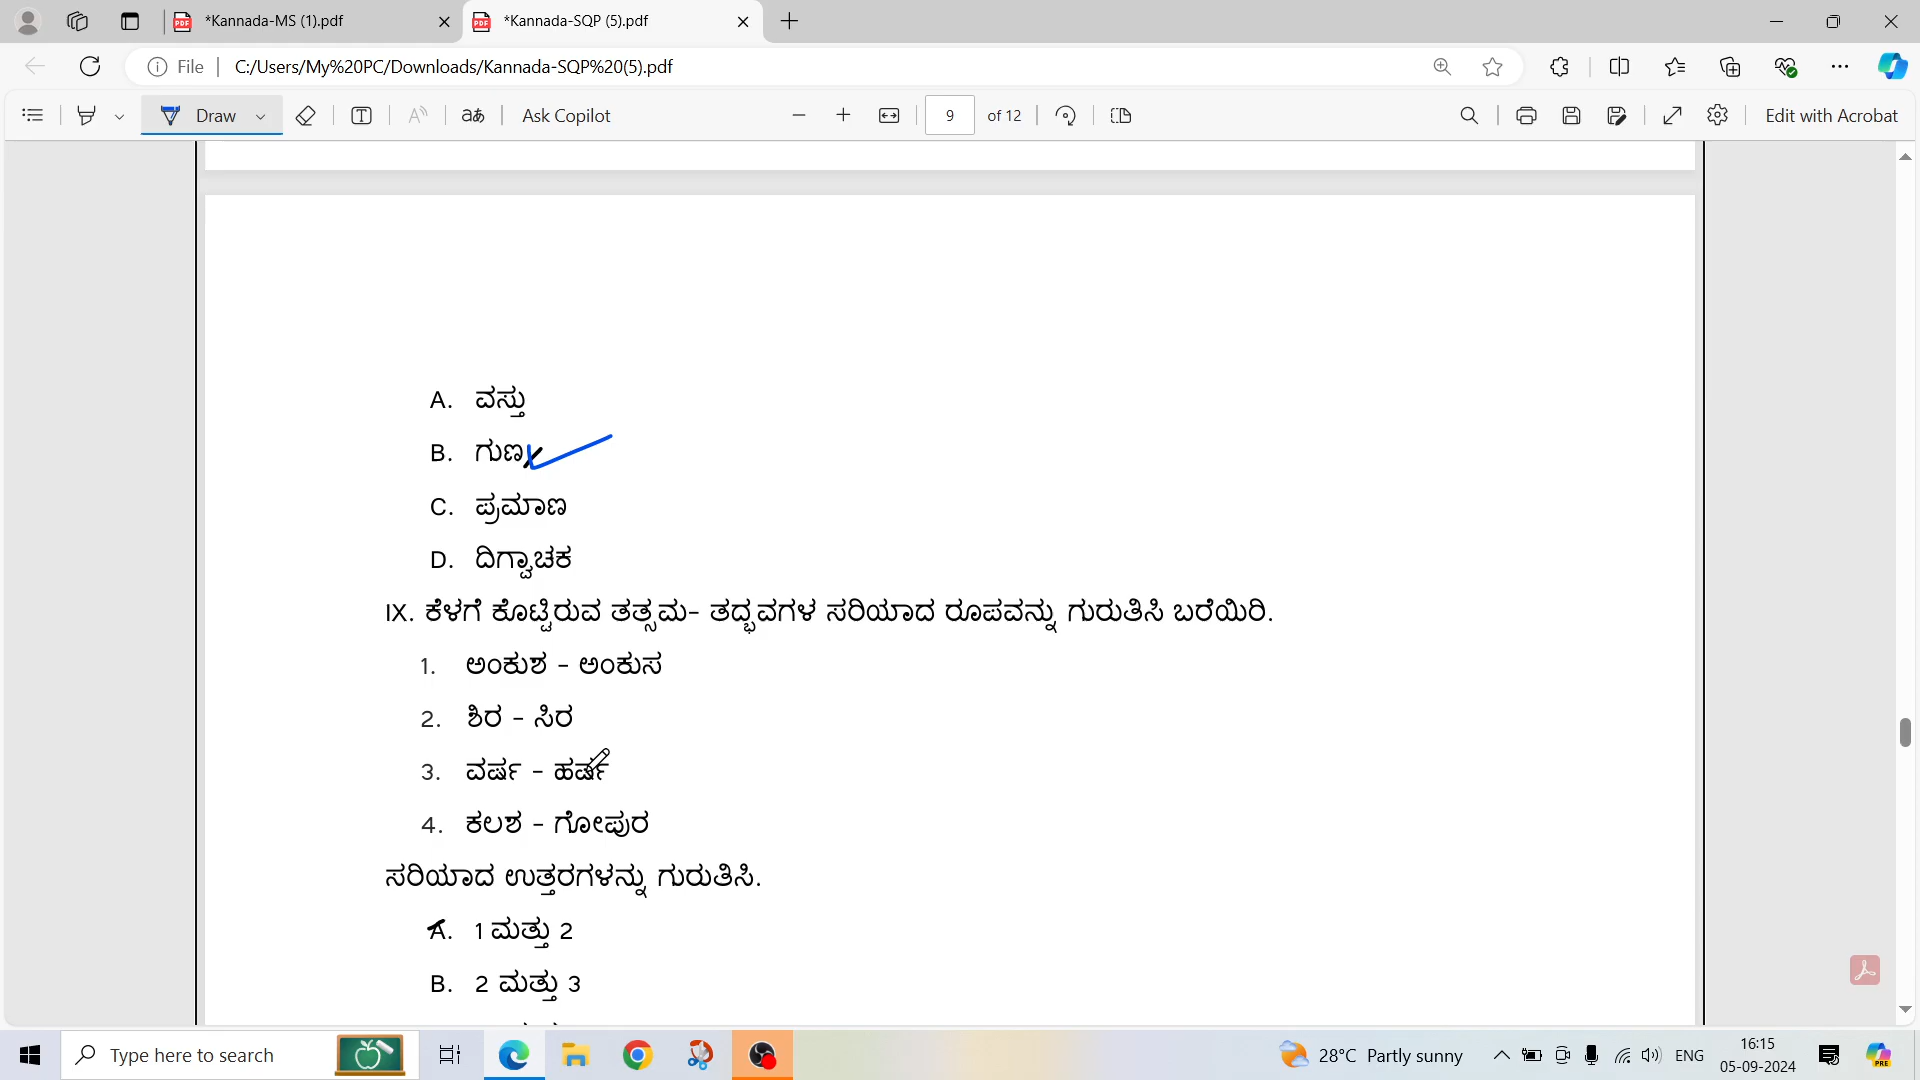 *Kannada-MS (1).pdf
*Kannada-SQP (5).pdf
File
C:/Users/My%20PC/Downloads/Kannada-SQP%20(5).pdf
Draw
Ask Copilot
9 of 12
Edit with Acrobat
A. ವಸ್ತು
B. ಗುಣ
C. ಪ್ರಮಾಣ
D. ದಿಗ್ವಾಚಕ
IX. ಕೆಳಗೆ ಕೊಟ್ಟಿರುವ ತತ್ಸಮ- ತದ್ಭವಗಳ ಸರಿಯಾದ ರೂಪವನ್ನು ಗುರುತಿಸಿ ಬರೆಯಿರಿ.
1. ಅಂಕುಶ - ಅಂಕುಸ
2. ಶಿರ - ಸಿರ
3. ವರ್ಷ - ಹರ್ಷ
4. ಕಲಶ - ಗೋಪುರ
ಸರಿಯಾದ ಉತ್ತರಗಳನ್ನು ಗುರುತಿಸಿ.
A. 1 ಮತ್ತು 2
B. 2 ಮತ್ತು 3
Type here to search
28°C Partly sunny
ENG
16:15
05-09-2024